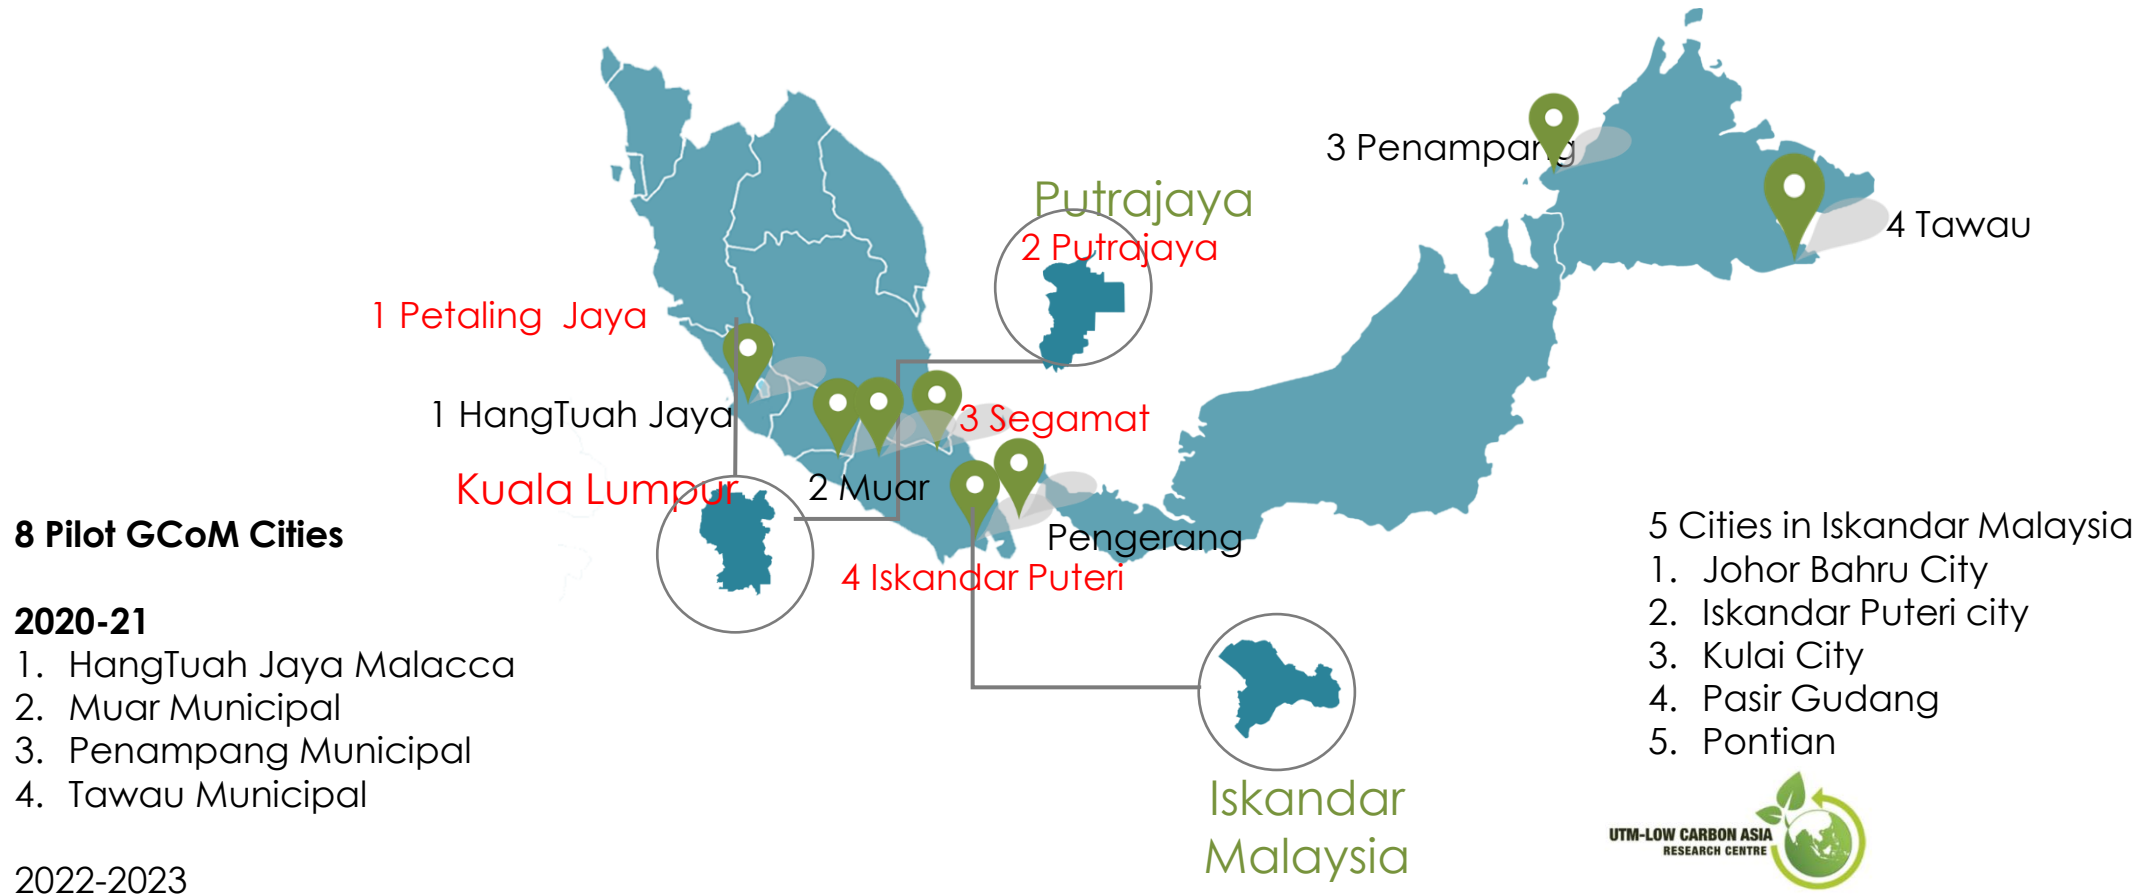 3 Penampang
Putrajaya
2 Putrajaya
4 Tawau
1 Petaling  Jaya
1 HangTuah Jaya
3 Segamat
Kuala Lumpur
2 Muar
Pengerang
4 Iskandar Puteri
8 Pilot GCoM Cities
2020-21
1. HangTuah Jaya Malacca
2. Muar Municipal
3. Penampang Municipal
4. Tawau Municipal
2022-2023
Iskandar
Malaysia
5 Cities in Iskandar Malaysia
1. Johor Bahru City
2. Iskandar Puteri city
3. Kulai City
4. Pasir Gudang
5. Pontian
UTM-LOW CARBON ASIA
RESEARCH CENTRE